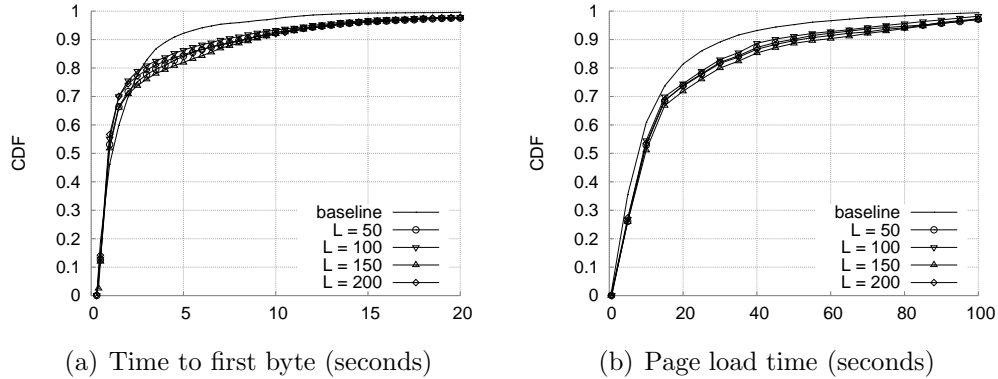 1
0.9
0.8
0.7
0.6
0.5
0.4
0.3
0.2
0.1
0
CDF
0 5 10 15 20
baseline
L = 50
L = 100
L = 150
L = 200
(a) Time to first byte (seconds)
1
0.9
0.8
0.7
0.6
0.5
0.4
0.3
0.2
0.1
0
CDF
0 20 40 60 80 100
baseline
L = 50
L = 100
L = 150
L = 200
(b) Page load time (seconds)